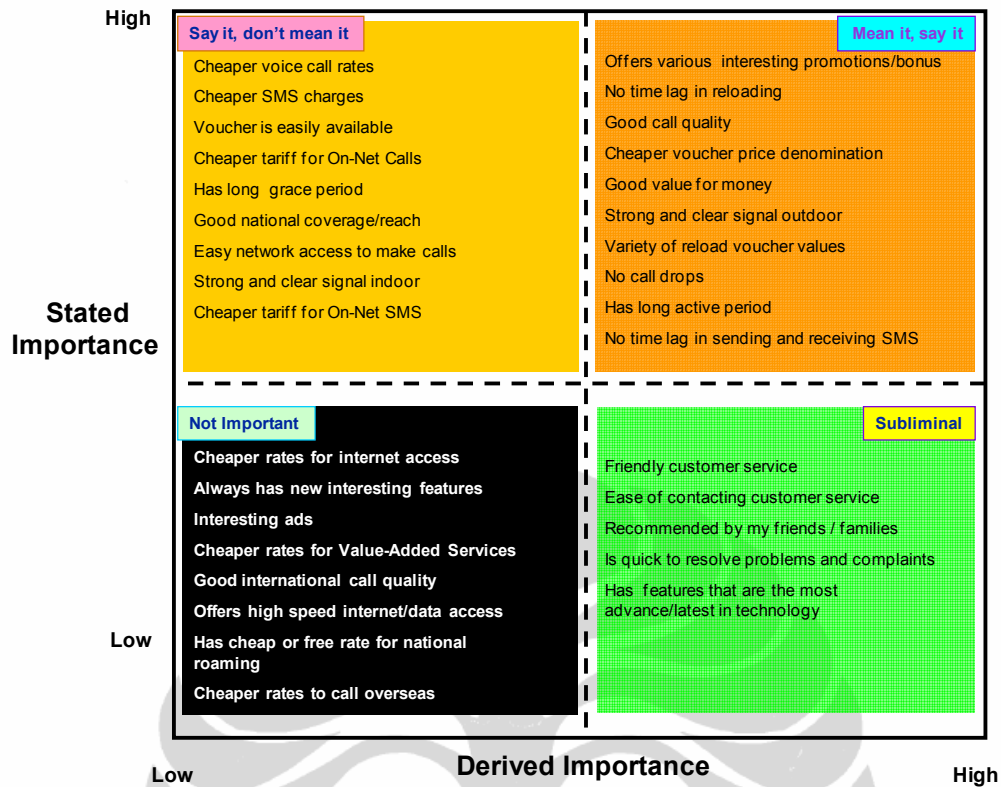 High
Say it, don't mean it
Cheaper voice call rates
Cheaper SMS charges
Voucher is easily available
Cheaper tariff for On-Net Calls
Has long grace period
Good national coverage/reach
Easy network access to make calls
Strong and clear signal indoor
Cheaper tariff for On-Net SMS
Mean it, say it
Offers various interesting promotions/bonus
No time lag in reloading
Good call quality
Cheaper voucher price denomination
Good value for money
Strong and clear signal outdoor
Variety of reload voucher values
No call drops
Has long active period
No time lag in sending and receiving SMS
Stated
Importance
Not Important
Cheaper rates for internet access
Always has new interesting features
Interesting ads
Cheaper rates for Value-Added Services
Good international call quality
Offers high speed internet/data access
Has cheap or free rate for national
roaming
Cheaper rates to call overseas
Subliminal
Friendly customer service
Ease of contacting customer service
Recommended by my friends / families
Is quick to resolve problems and complaints
Has features that are the most
advance/latest in technology
Low
Low
Derived Importance
High